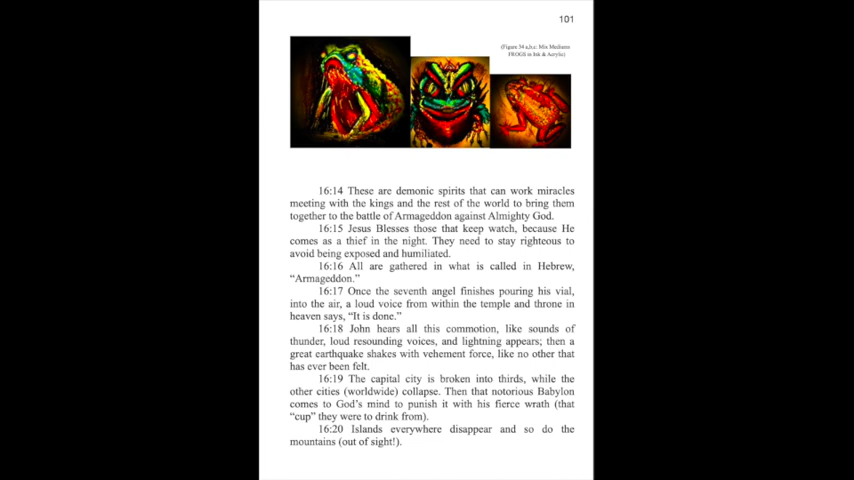 101
(Figure 34 a,b,c: Mix Mediums
FROGS in Ink & Acrylic)
16:14 These are demonic spirits that can work miracles
meeting with the kings and the rest of the world to bring them
together to the battle of Armageddon against Almighty God.
16:15 Jesus Blesses those that keep watch, because He
comes as a thief in the night. They need to stay righteous to
avoid being exposed and humiliated.
16:16 All are gathered in what is called in Hebrew,
“Armageddon.”
16:17 Once the seventh angel finishes pouring his vial,
into the air, a loud voice from within the temple and throne in
heaven says, “It is done.”
16:18 John hears all this commotion, like sounds of
thunder, loud resounding voices, and lightning appears; then a
great earthquake shakes with vehement force, like no other that
has ever been felt.
16:19 The capital city is broken into thirds, while the
other cities (worldwide) collapse. Then that notorious Babylon
comes to God’s mind to punish it with his fierce wrath (that
“cup” they were to drink from).
16:20 Islands everywhere disappear and so do the
mountains (out of sight!).